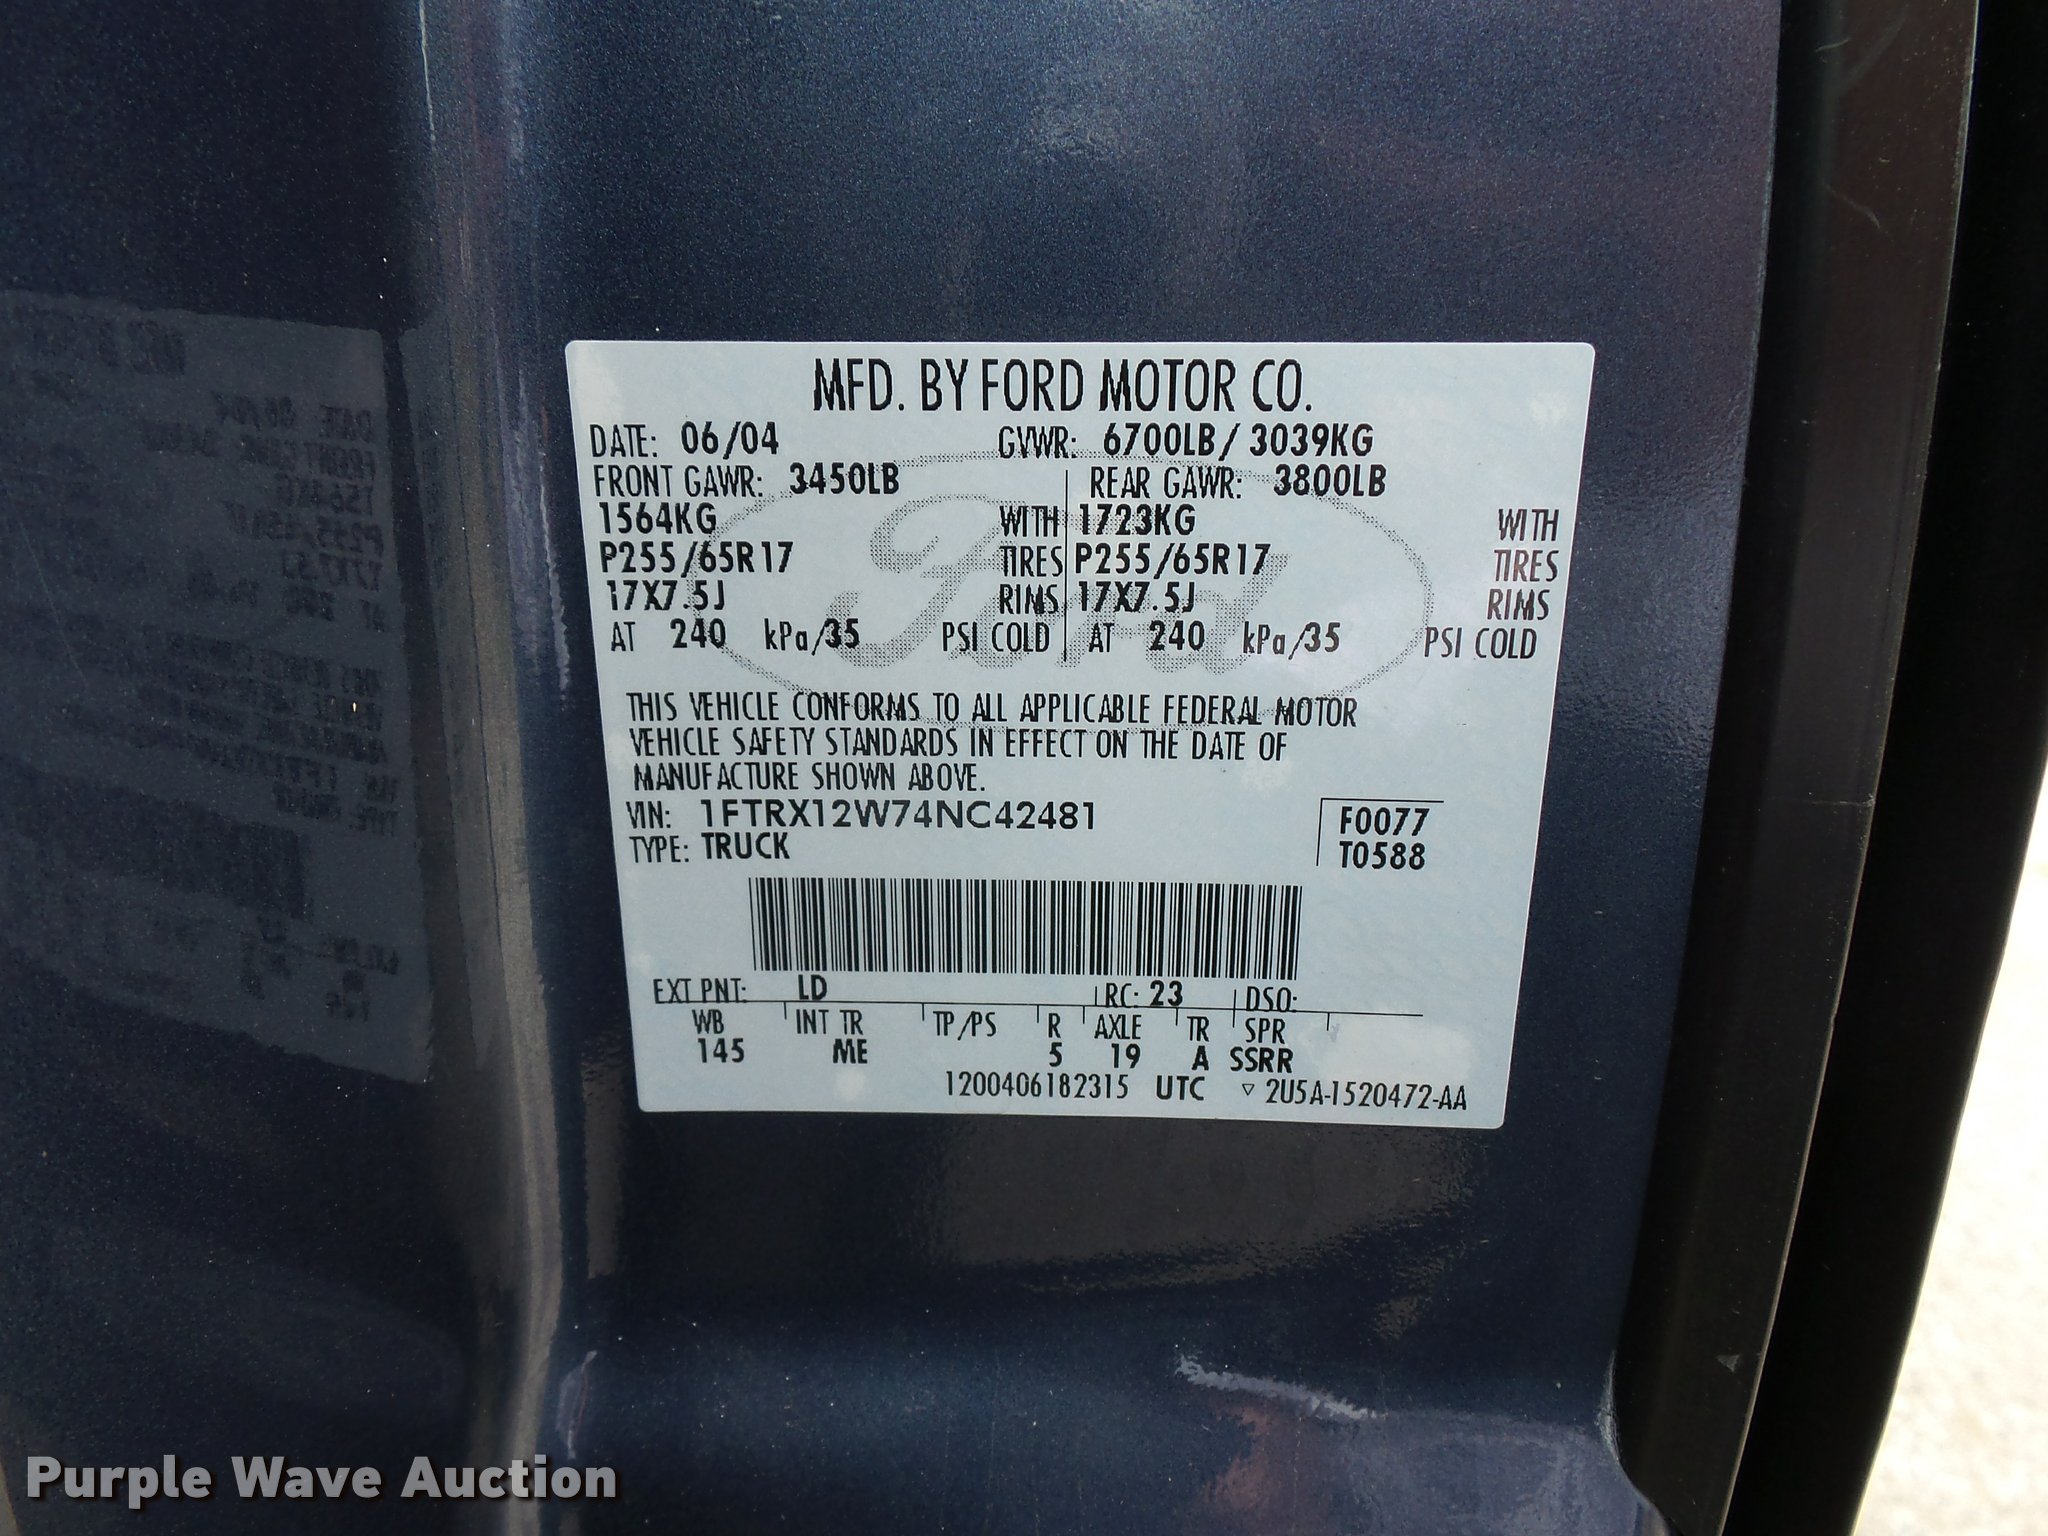 MFD. BY FORD MOTOR CO.
DATE: 06/04 GVWR: 6700LB/ 3039KG
FRONT GAWR: 3450LB REAR GAWR: 3800LB
1564KG WITH 1723KG WITH
P255/65R17 TIRES P255/65R17 TIRES
17X7.5J RIMS 17X7.5J RIMS
AT 240 kPa/35 PSI COLD AT 240 kPa/35 PSI COLD
Ford
THIS VEHICLE CONFORMS TO ALL APPLICABLE FEDERAL MOTOR
VEHICLE SAFETY STANDARDS IN EFFECT ON THE DATE OF
MANUFACTURE SHOWN ABOVE.
VIN: 1FTRX12W74NC42481 F0077
TYPE: TRUCK T0588
EXT PNT: LD RC: 23 DSO:
WB INT TR TP/PS R AXLE TR SPR
145 ME 5 19 A SSRR
1200406182315 UTC ▽ 2U5A-1520472-AA
Purple Wave Auction